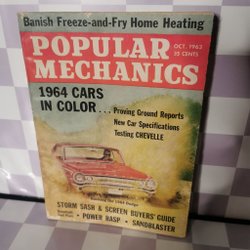 Banish Freeze-and-Fry Home Heating
POPULAR
MECHANICS
OCT. 1963
35 CENTS
1964 CARS
IN COLOR ... Proving Ground Reports
New Car Specifications
Testing CHEVELLE
STORM SASH & SCREEN BUYERS' GUIDE
• POWER RASP • SANDBLASTER